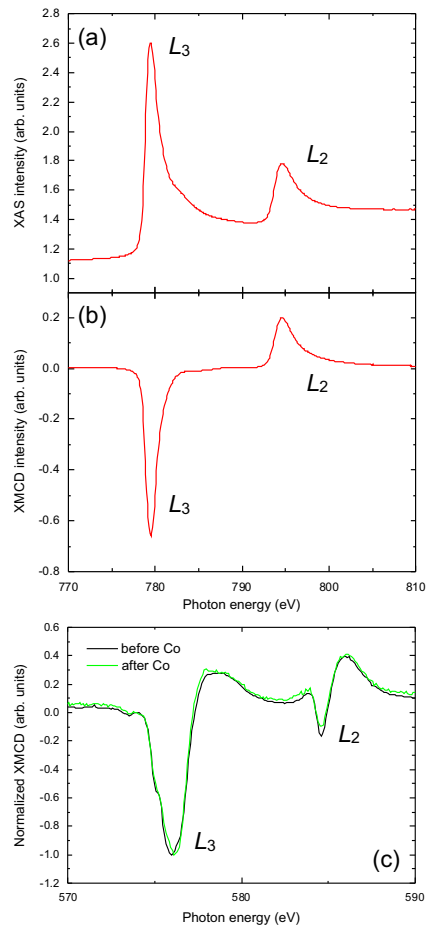 (a)
L3
L2
XAS intensity (arb. units)
2.8
2.6
2.4
2.2
2.0
1.8
1.6
1.4
1.2
1.0
(b)
L2
L3
XMCD intensity (arb. units)
0.2
0.0
-0.2
-0.4
-0.6
-0.8
770 780 790 800 810
Photon energy (eV)
before Co
after Co
L2
L3
(c)
Normalized XMCD (arb. units)
0.6
0.4
0.2
0.0
-0.2
-0.4
-0.6
-0.8
-1.0
-1.2
570 580 590
Photon energy (eV)